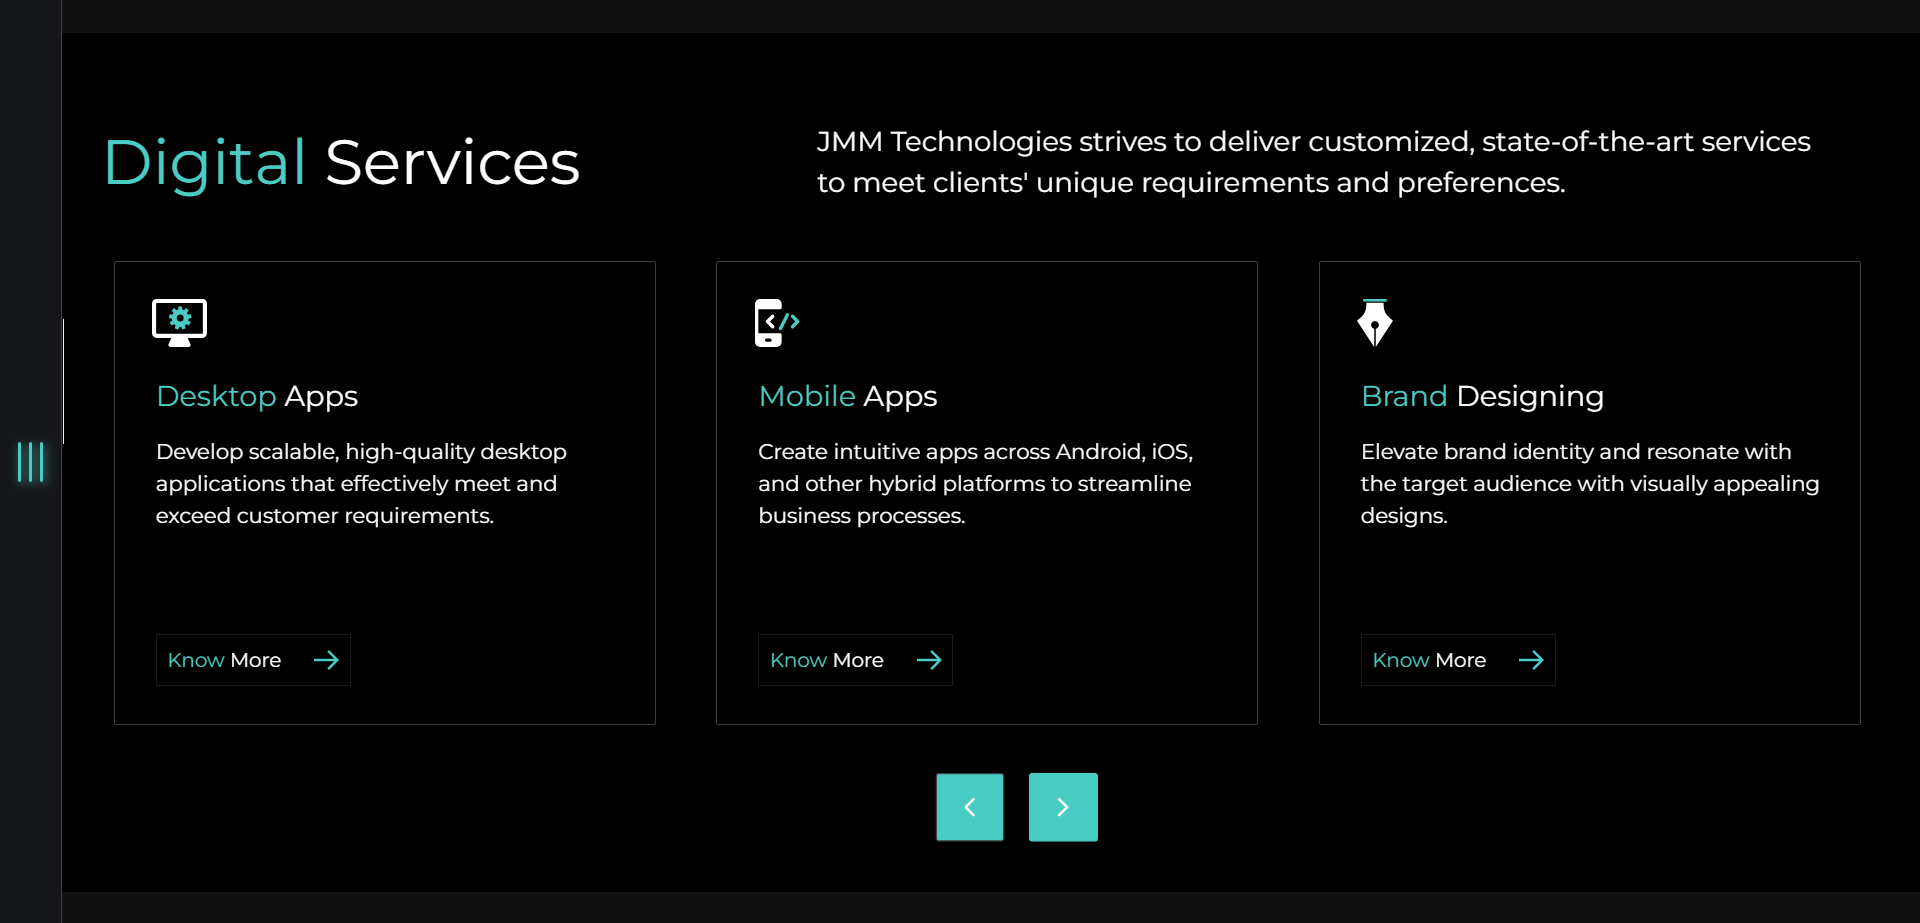 Digital Services
JMM Technologies strives to deliver customized, state-of-the-art services
to meet clients' unique requirements and preferences.
Desktop Apps
Develop scalable, high-quality desktop
applications that effectively meet and
exceed customer requirements.
Know More
Mobile Apps
Create intuitive apps across Android, iOS,
and other hybrid platforms to streamline
business processes.
Know More
Brand Designing
Elevate brand identity and resonate with
the target audience with visually appealing
designs.
Know More